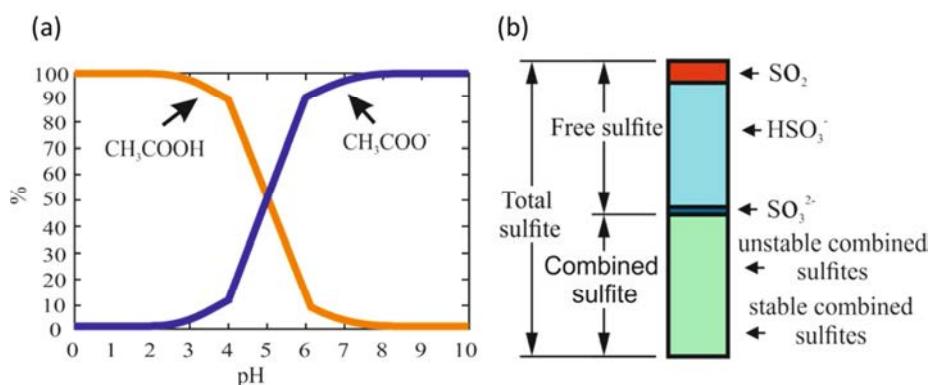 (a)
100
90
80
70
60
50
40
30
20
10
0
%
CH₃COOH
CH₃COO⁻
0 1 2 3 4 5 6 7 8 9 10
pH
(b)
Total
sulfite
Free sulfite
Combined
sulfite
SO₂
HSO₃⁻
SO₃²⁻
unstable combined
sulfites
stable combined
sulfites